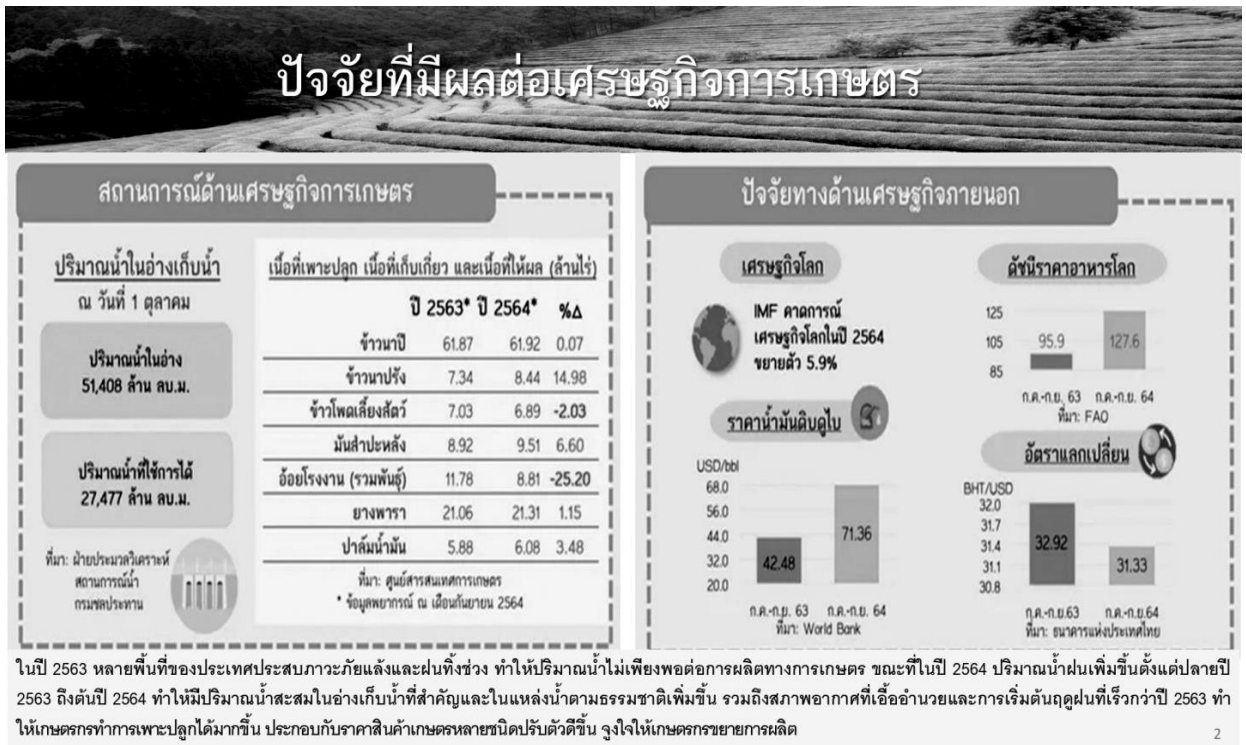 ปัจจัยที่มีผลต่อเศรษฐกิจการเกษตร
สถานการณ์ด้านเศรษฐกิจการเกษตร
ปริมาณน้ำในอ่างเก็บน้ำ
ณ วันที่ 1 ตุลาคม
ปริมาณน้ำในอ่าง
51,408 ล้าน ลบ.ม.
ปริมาณน้ำที่ใช้การได้
27,477 ล้าน ลบ.ม.
ที่มา: ฝ่ายประมวลวิเคราะห์
สถานการณ์น้ำ
กรมชลประทาน
เนื้อที่เพาะปลูก เนื้อที่เก็บเกี่ยว และเนื้อที่ให้ผล (ล้านไร่)
ปี 2563* ปี 2564* %Δ
ข้าวนาปี 61.87 61.92 0.07
ข้าวนาปรัง 7.34 8.44 14.98
ข้าวโพดเลี้ยงสัตว์ 7.03 6.89 -2.03
มันสำปะหลัง 8.92 9.51 6.60
อ้อยโรงงาน (รวมพันธุ์) 11.78 8.81 -25.20
ยางพารา 21.06 21.31 1.15
ปาล์มน้ำมัน 5.88 6.08 3.48
ที่มา: ศูนย์สารสนเทศการเกษตร
* ข้อมูลพยากรณ์ ณ เดือนกันยายน 2564
ปัจจัยทางด้านเศรษฐกิจภายนอก
เศรษฐกิจโลก
IMF คาดการณ์
เศรษฐกิจโลกในปี 2564
ขยายตัว 5.9%
ดัชนีราคาอาหารโลก
125
105
85
95.9
127.6
ก.ค.-ก.ย. 63 ก.ค.-ก.ย. 64
ที่มา: FAO
ราคาน้ำมันดิบดูไบ
USD/bbl
68.0
56.0
44.0
32.0
20.0
42.48
71.36
ก.ค.-ก.ย. 63 ก.ค.-ก.ย. 64
ที่มา: World Bank
อัตราแลกเปลี่ยน
BHT/USD
32.0
31.7
31.4
31.1
30.8
32.92
31.33
ก.ค.-ก.ย.63 ก.ค.-ก.ย.64
ที่มา: ธนาคารแห่งประเทศไทย
ในปี 2563 หลายพื้นที่ของประเทศประสบภาวะภัยแล้งและฝนทิ้งช่วง ทำให้ปริมาณน้ำไม่เพียงพอต่อการผลิตทางการเกษตร ขณะที่ในปี 2564 ปริมาณน้ำฝนเพิ่มขึ้นตั้งแต่ปลายปี
2563 ถึงต้นปี 2564 ทำให้มีปริมาณน้ำสะสมในอ่างเก็บน้ำที่สำคัญและในแหล่งน้ำตามธรรมชาติเพิ่มขึ้น รวมถึงสภาพอากาศที่เอื้ออำนวยและการเริ่มต้นฤดูฝนที่เร็วกว่าปี 2563 ทำ
ให้เกษตรกรทำการเพาะปลูกได้มากขึ้น ประกอบกับราคาสินค้าเกษตรหลายชนิดปรับตัวดีขึ้น จูงใจให้เกษตรกรขยายการผลิต
2